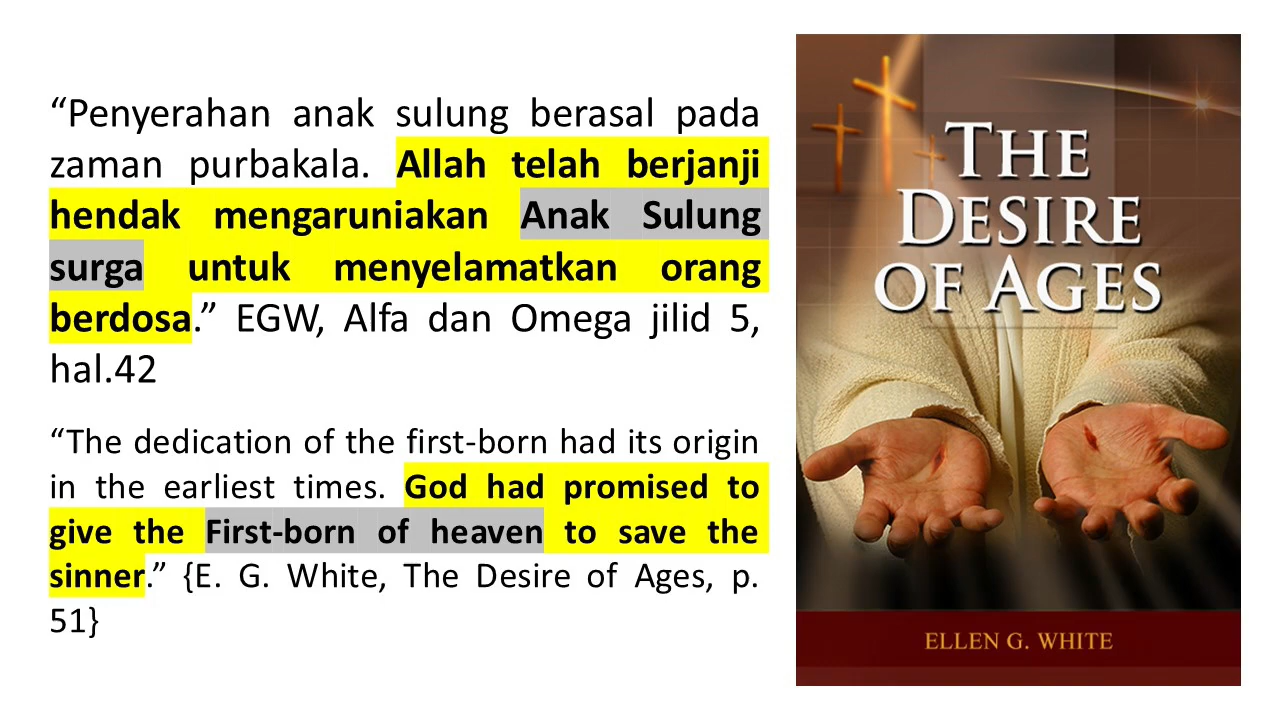 “Penyerahan anak sulung berasal pada
zaman purbakala. Allah telah berjanji
hendak mengaruniakan Anak Sulung
surga untuk menyelamatkan orang
berdosa.” EGW, Alfa dan Omega jilid 5,
hal.42
“The dedication of the first-born had its origin
in the earliest times. God had promised to
give the First-born of heaven to save the
sinner.” {E. G. White, The Desire of Ages, p.
51}
THE
DESIRE
OF AGES
ELLEN G. WHITE